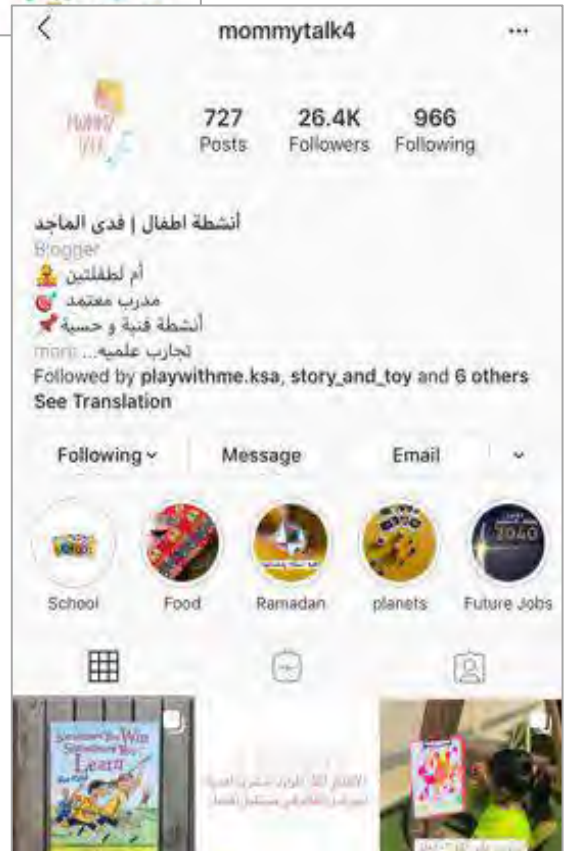 mommytalk4
MOMMY
727 26.4K 966
Posts Followers Following
أنشطة اطفال | فدى الماجد
Blogger
أم لطفلتين
مدرب معتمد
أنشطة فنية و حسية
تجارب علميه... more
Followed by playwithme.ksa, story_and_toy and 6 others
See Translation
Following Message Email
2040
School Food Ramadan planets Future Jobs
Sometimes You Win
Sometimes You
Learn